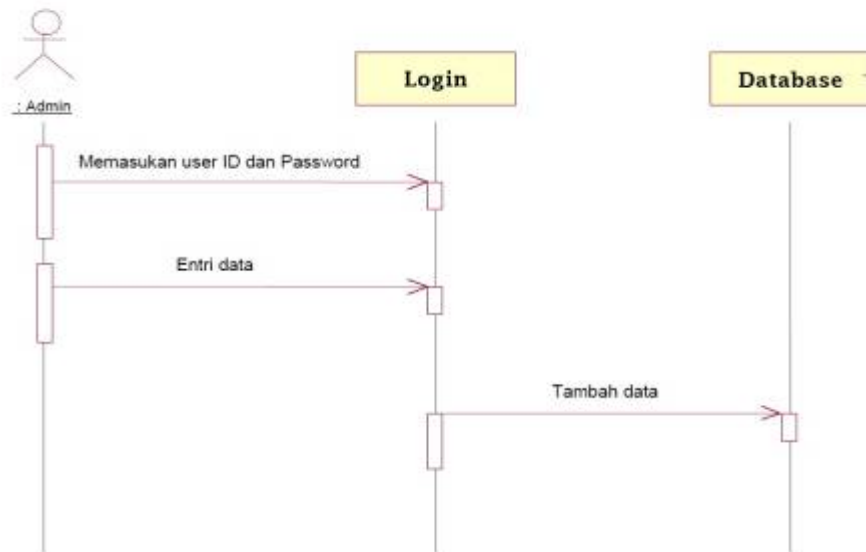 : Admin
Login
Database
Memasukan user ID dan Password
Entri data
Tambah data